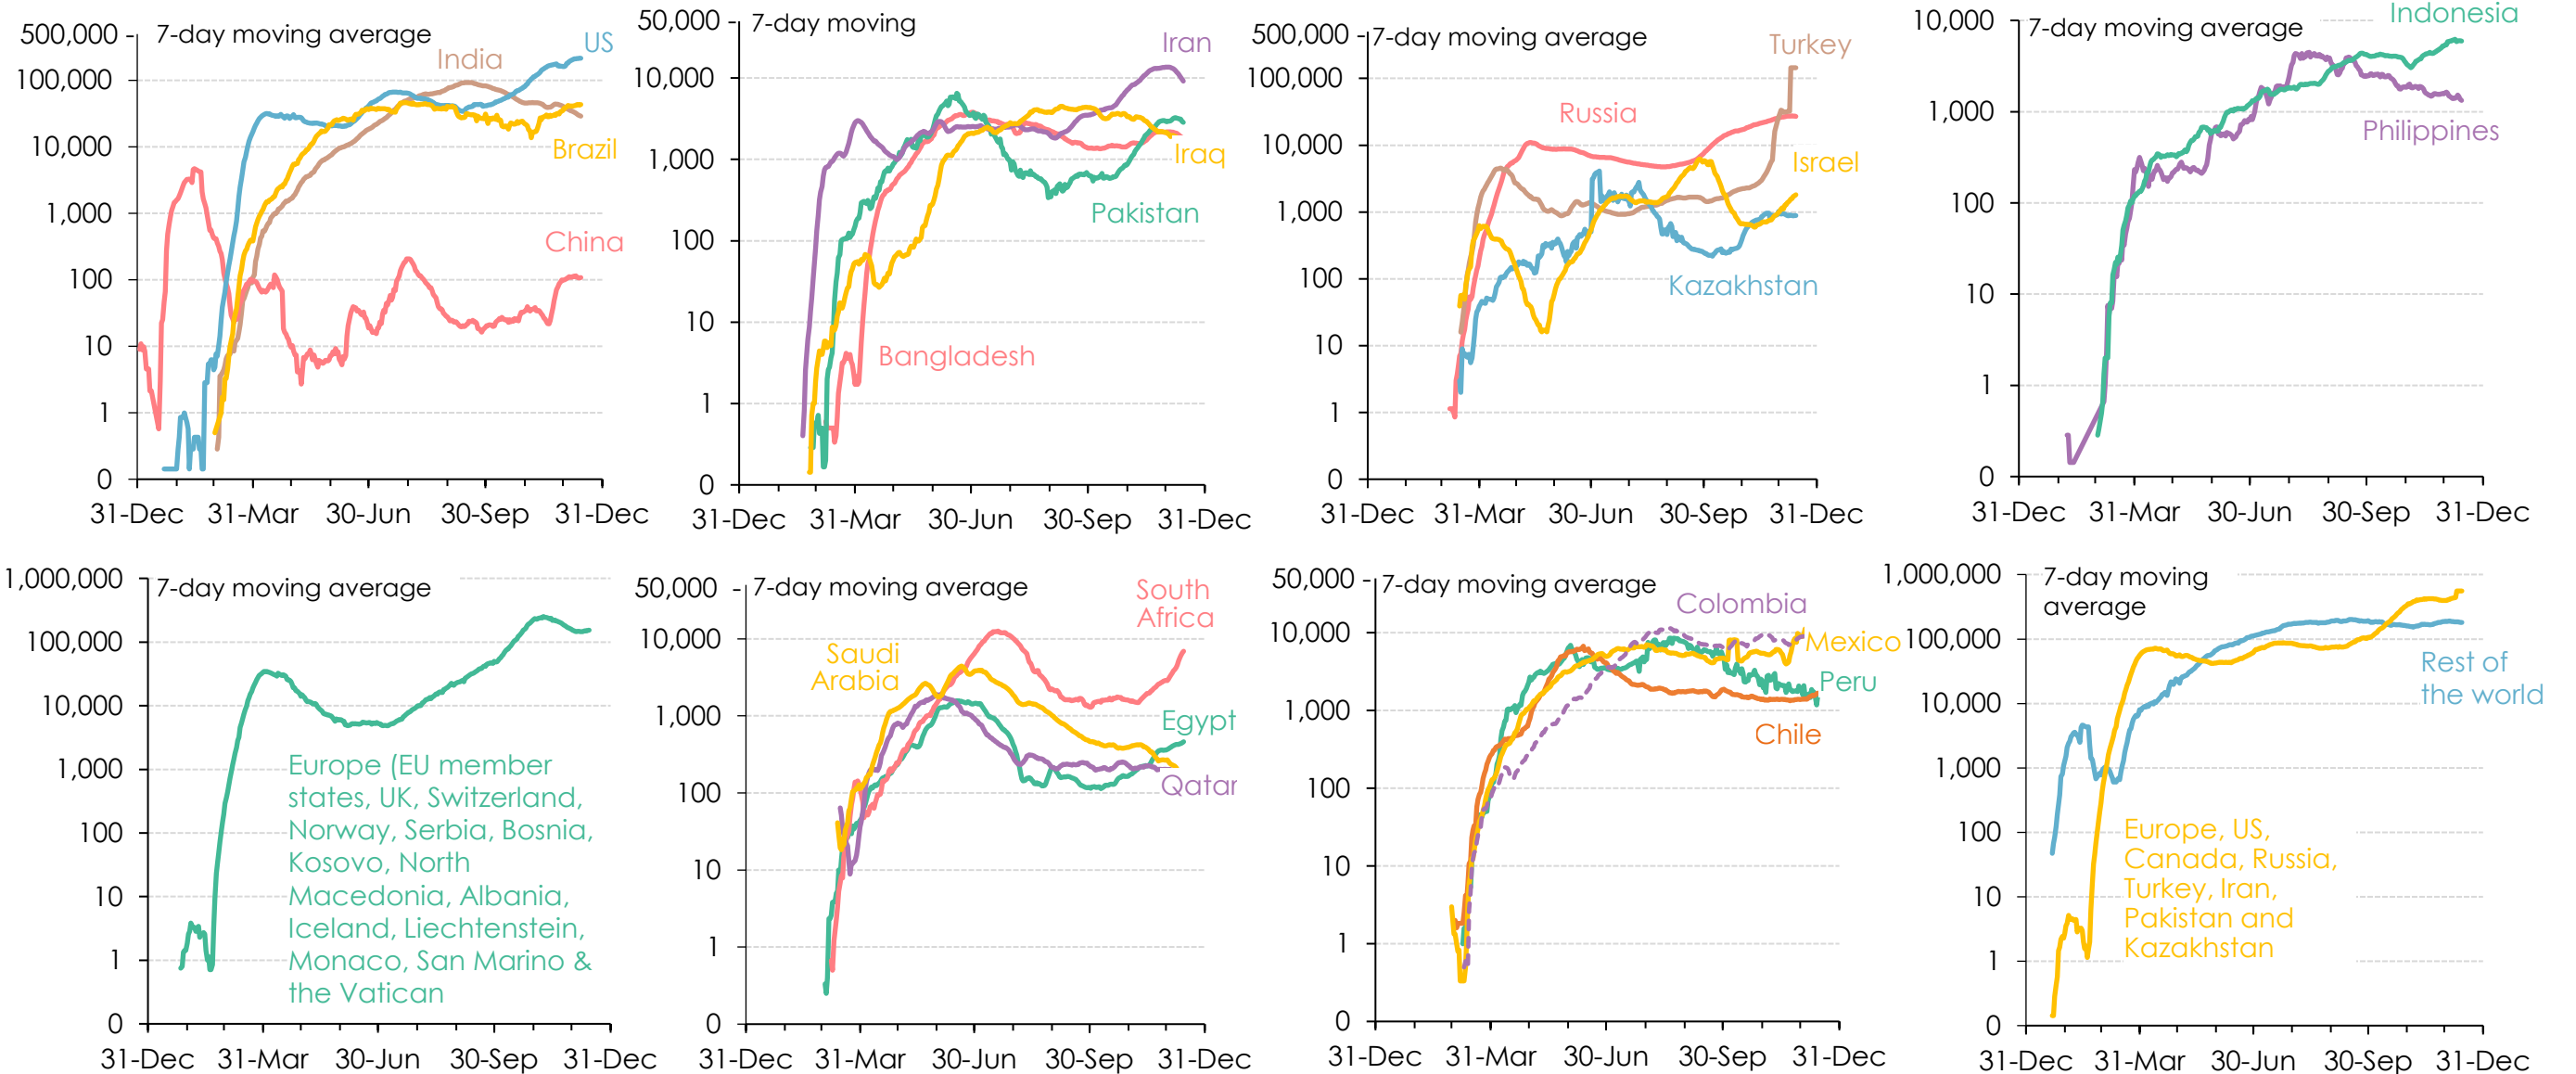 500,000
100,000
10,000
1,000
100
10
1
0
7-day moving average
India
US
Brazil
China
31-Dec 31-Mar 30-Jun 30-Sep 31-Dec
50,000
10,000
1,000
100
10
1
0
7-day moving
Iran
Iraq
Pakistan
Bangladesh
31-Dec 31-Mar 30-Jun 30-Sep 31-Dec
500,000
100,000
10,000
1,000
100
10
1
0
7-day moving average
Turkey
Russia
Israel
Kazakhstan
31-Dec 31-Mar 30-Jun 30-Sep 31-Dec
10,000
1,000
100
10
1
0
7-day moving average
Indonesia
Philippines
31-Dec 31-Mar 30-Jun 30-Sep 31-Dec
1,000,000
100,000
10,000
1,000
100
10
1
0
7-day moving average
Europe (EU member
states, UK, Switzerland,
Norway, Serbia, Bosnia,
Kosovo, North
Macedonia, Albania,
Iceland, Liechtenstein,
Monaco, San Marino &
the Vatican
31-Dec 31-Mar 30-Jun 30-Sep 31-Dec
50,000
10,000
1,000
100
10
1
0
7-day moving average
South
Africa
Saudi
Arabia
Egypt
Qatar
31-Dec 31-Mar 30-Jun 30-Sep 31-Dec
50,000
10,000
1,000
100
10
1
0
7-day moving average
Colombia
Mexico
Peru
Chile
31-Dec 31-Mar 30-Jun 30-Sep 31-Dec
1,000,000
100,000
10,000
1,000
100
10
1
0
7-day moving
average
Rest of
the world
Europe, US,
Canada, Russia,
Turkey, Iran,
Pakistan and
Kazakhstan
31-Dec 31-Mar 30-Jun 30-Sep 31-Dec